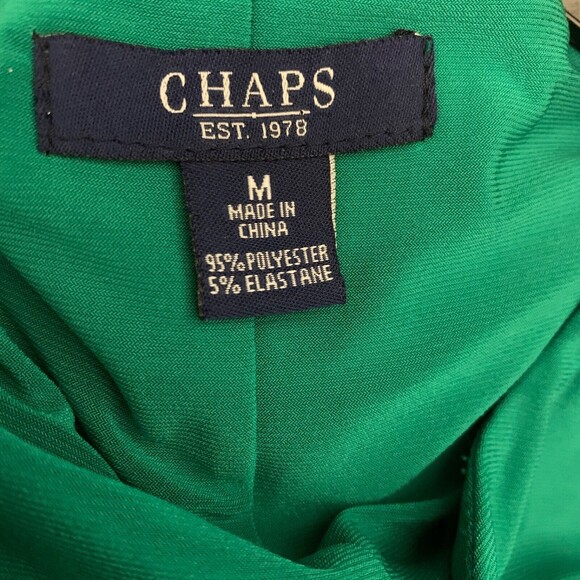 CHAPS
EST. 1978
M
MADE IN
CHINA
95% POLYESTER
5% ELASTANE